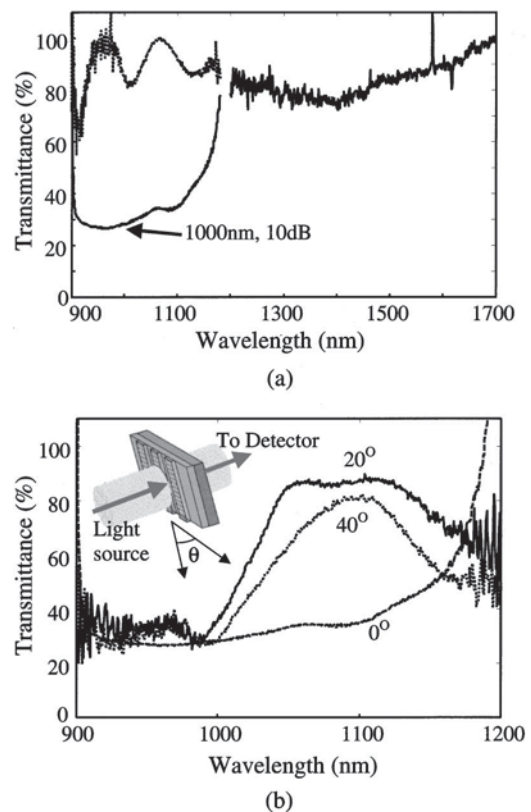 Transmittance (%)
100
80
60
40
20
0
1000nm, 10dB
900
1100
1300
1500
1700
Wavelength (nm)
(a)
Transmittance (%)
100
80
60
40
20
0
To Detector
Light
source
θ
20°
40°
0°
900
1000
1100
1200
Wavelength (nm)
(b)